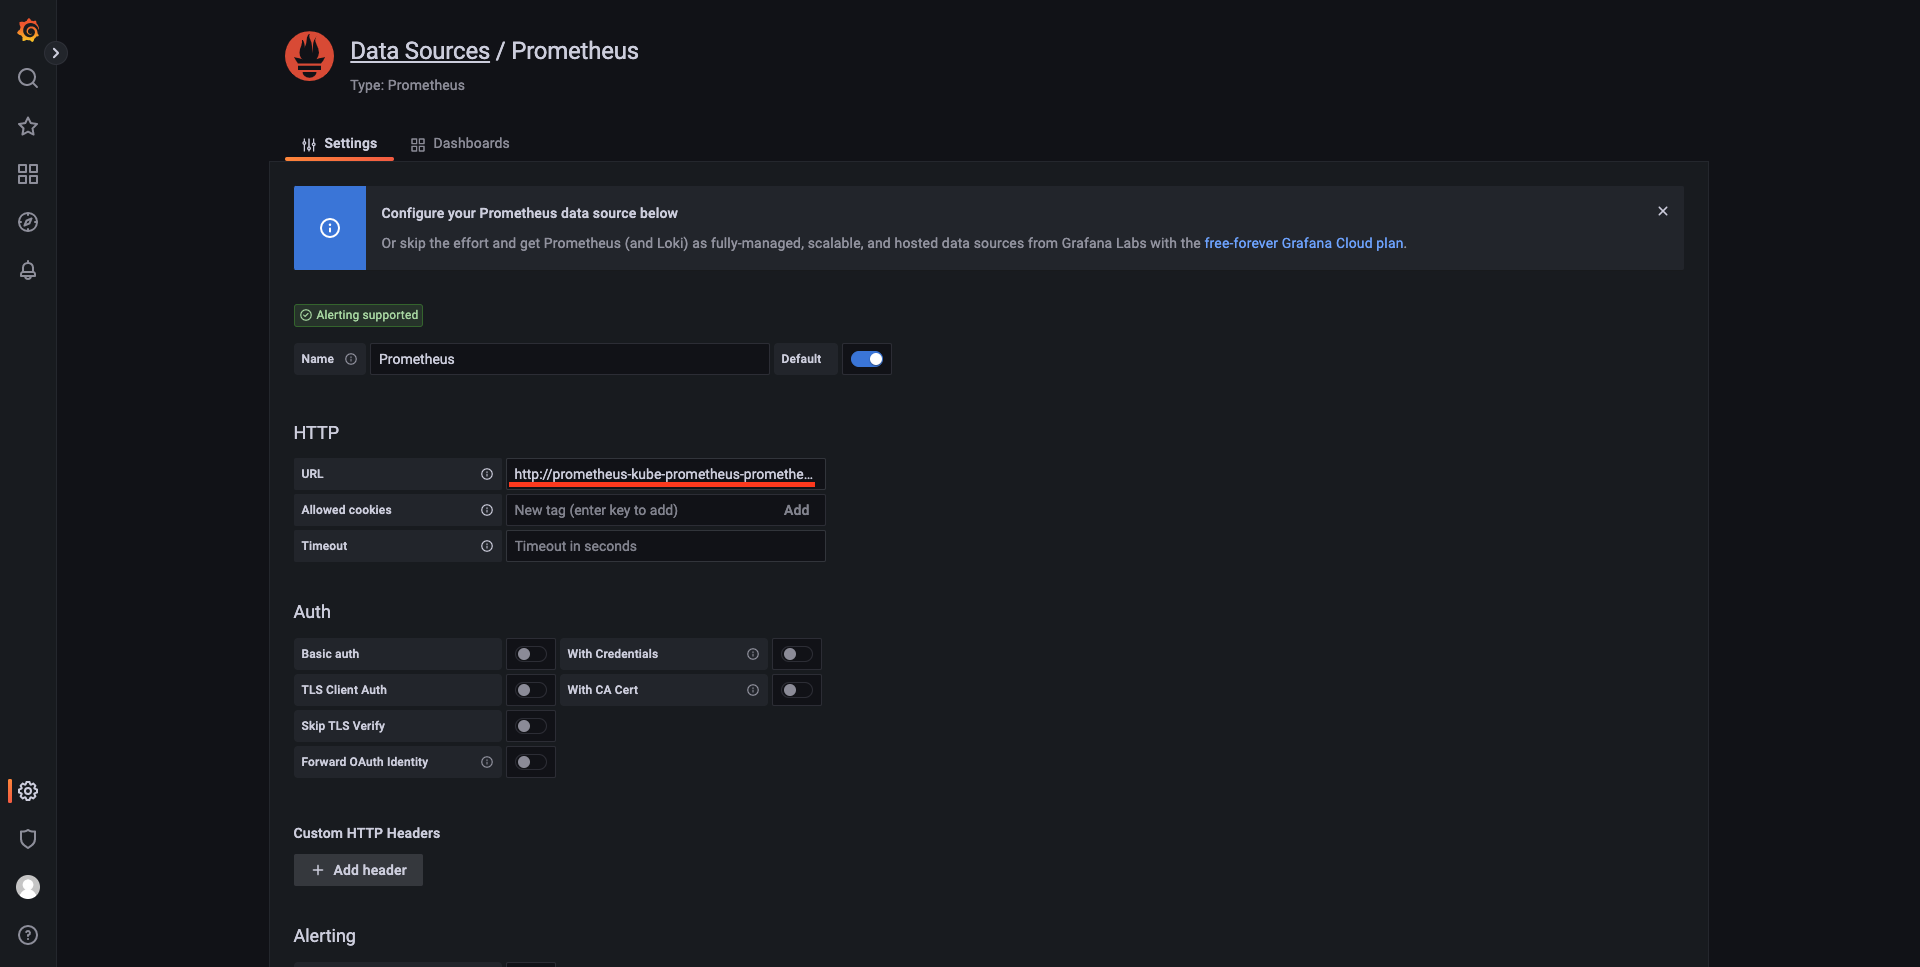 Data Sources / Prometheus
Type: Prometheus
Settings
Dashboards
Configure your Prometheus data source below
Or skip the effort and get Prometheus (and Loki) as fully-managed, scalable, and hosted data sources from Grafana Labs with the free-forever Grafana Cloud plan.
Alerting supported
Name Prometheus Default
HTTP
URL http://prometheus-kube-prometheus-promethe...
Allowed cookies New tag (enter key to add) Add
Timeout Timeout in seconds
Auth
Basic auth With Credentials
TLS Client Auth With CA Cert
Skip TLS Verify
Forward OAuth Identity
Custom HTTP Headers
+ Add header
Alerting